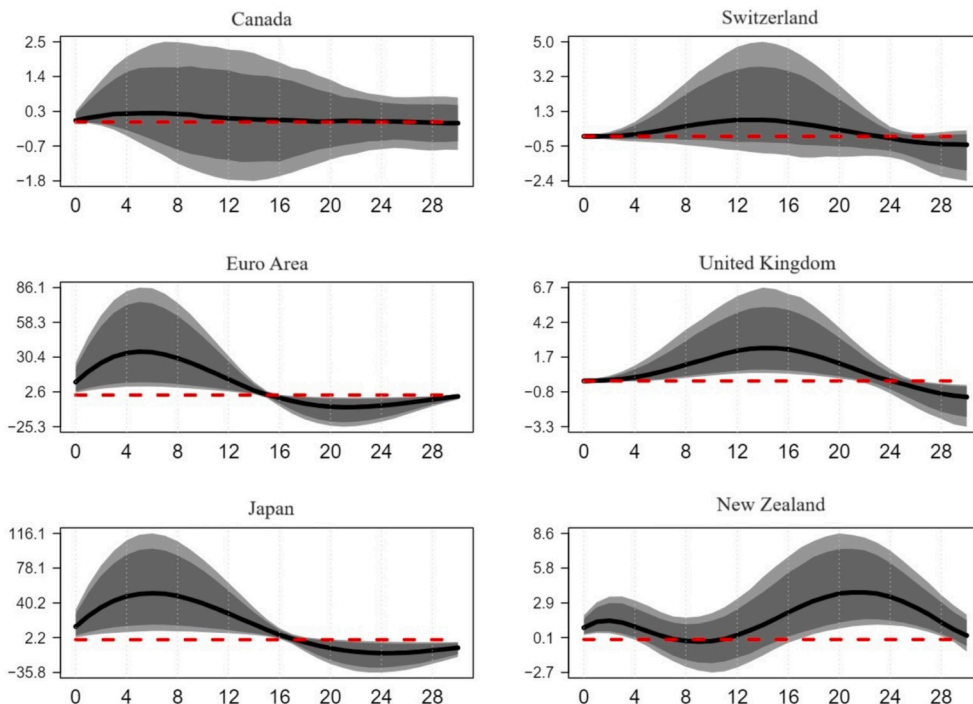 Canada
2.5
1.4
0.3
−0.7
−1.8
0 4 8 12 16 20 24 28
Switzerland
5.0
3.2
1.3
−0.5
−2.4
0 4 8 12 16 20 24 28
Euro Area
86.1
58.3
30.4
2.6
−25.3
0 4 8 12 16 20 24 28
United Kingdom
6.7
4.2
1.7
−0.8
−3.3
0 4 8 12 16 20 24 28
Japan
116.1
78.1
40.2
2.2
−35.8
0 4 8 12 16 20 24 28
New Zealand
8.6
5.8
2.9
0.1
−2.7
0 4 8 12 16 20 24 28